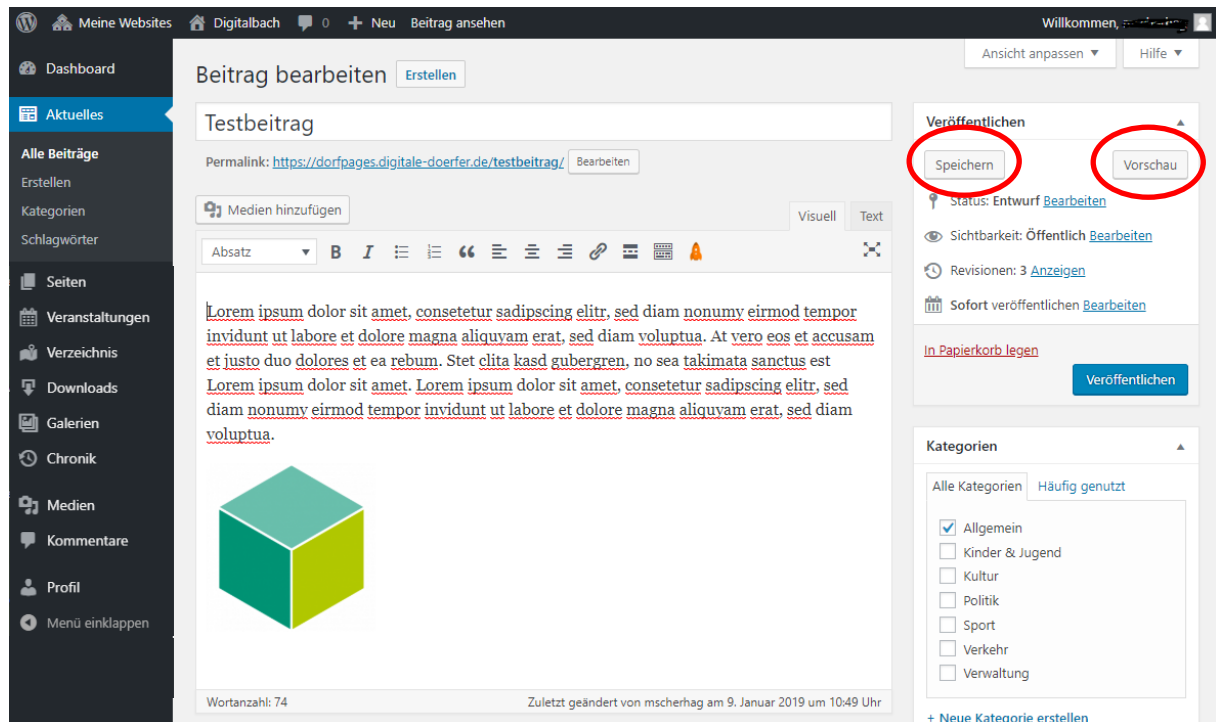 Meine Websites Digitalbach 0 Neu Beitrag ansehen Willkommen,
Ansicht anpassen Hilfe
Dashboard
Aktuelles
Alle Beiträge
Erstellen
Kategorien
Schlagwörter
Seiten
Veranstaltungen
Verzeichnis
Downloads
Galerien
Chronik
Medien
Kommentare
Profil
Menü einklappen
Beitrag bearbeiten Erstellen
Testbeitrag
Permalink: https://dorfpages.digitale-doerfer.de/testbeitrag/ Bearbeiten
Medien hinzufügen
Visuell Text
Absatz B I
Lorem ipsum dolor sit amet, consetetur sadipscing elitr, sed diam nonumy eirmod tempor
invidunt ut labore et dolore magna aliquyam erat, sed diam voluptua. At vero eos et accusam
et justo duo dolores et ea rebum. Stet clita kasd gubergren, no sea takimata sanctus est
Lorem ipsum dolor sit amet. Lorem ipsum dolor sit amet, consetetur sadipscing elitr, sed
diam nonumy eirmod tempor invidunt ut labore et dolore magna aliquyam erat, sed diam
voluptua.
Wortanzahl: 74 Zuletzt geändert von mscherhag am 9. Januar 2019 um 10:49 Uhr
Veröffentlichen
Speichern Vorschau
Status: Entwurf Bearbeiten
Sichtbarkeit: Öffentlich Bearbeiten
Revisionen: 3 Anzeigen
Sofort veröffentlichen Bearbeiten
In Papierkorb legen
Veröffentlichen
Kategorien
Alle Kategorien Häufig genutzt
Allgemein
Kinder & Jugend
Kultur
Politik
Sport
Verkehr
Verwaltung
+ Neue Kategorie erstellen